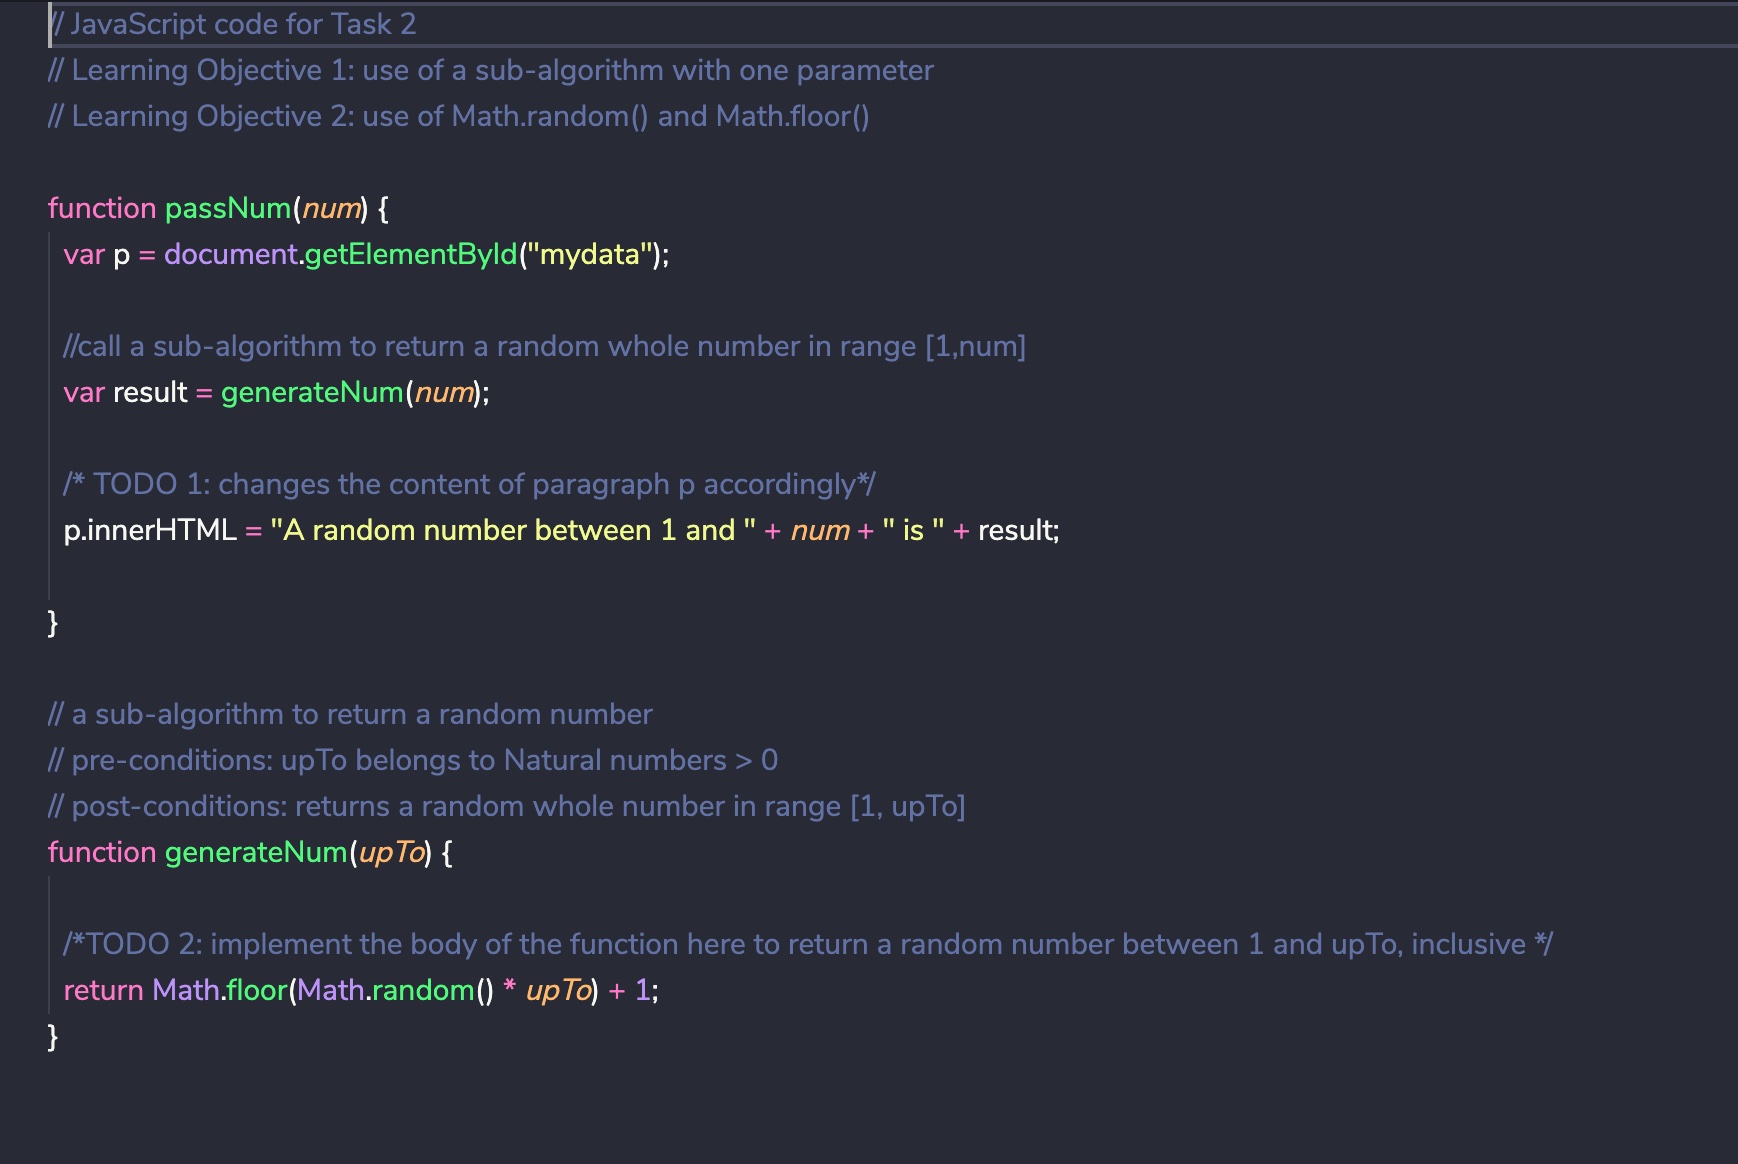 // JavaScript code for Task 2
// Learning Objective 1: use of a sub-algorithm with one parameter
// Learning Objective 2: use of Math.random() and Math.floor()
function passNum(num) {
var p = document.getElementById("mydata");
//call a sub-algorithm to return a random whole number in range [1,num]
var result = generateNum(num);
/* TODO 1: changes the content of paragraph p accordingly*/
p.innerHTML = "A random number between 1 and " + num + " is " + result;
}
// a sub-algorithm to return a random number
// pre-conditions: upTo belongs to Natural numbers > 0
// post-conditions: returns a random whole number in range [1, upTo]
function generateNum(upTo) {
/*TODO 2: implement the body of the function here to return a random number between 1 and upTo, inclusive */
return Math.floor(Math.random() * upTo) + 1;
}